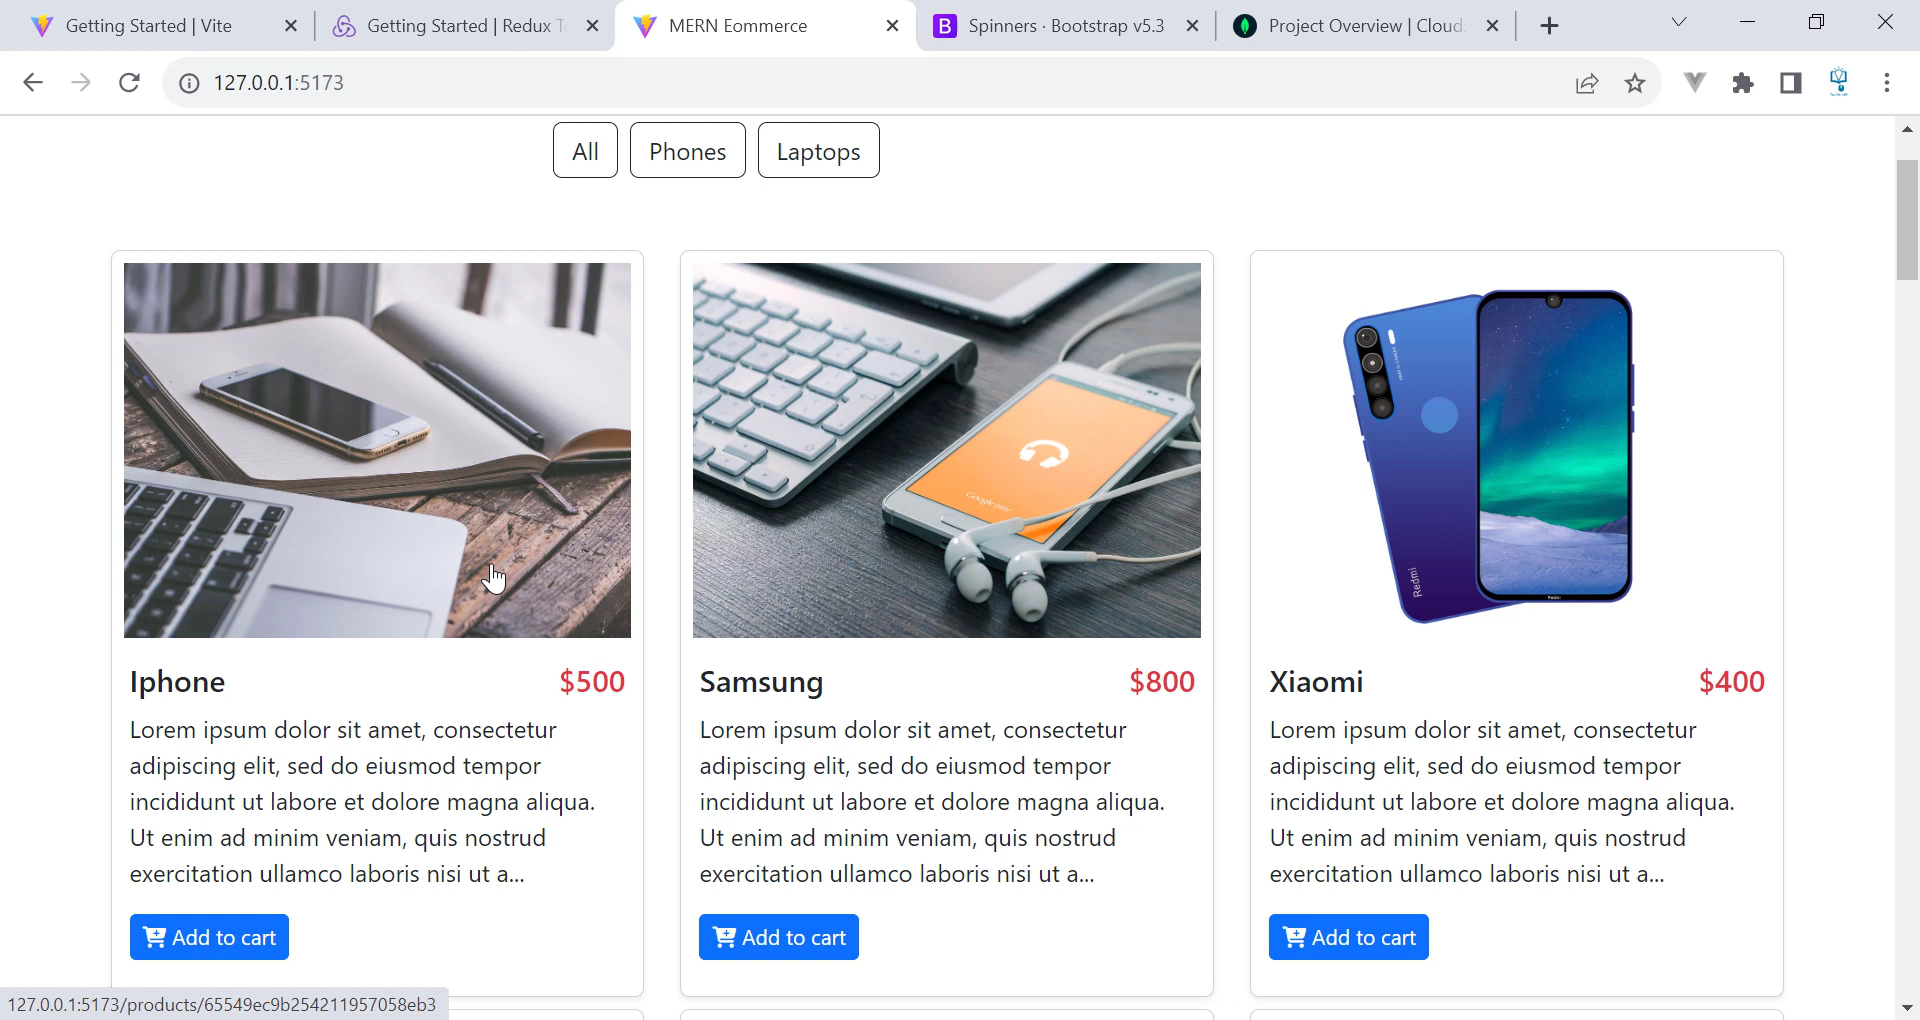 Getting Started | Vite
Getting Started | Redux To
MERN Eommerce
B Spinners · Bootstrap v5.3
Project Overview | Cloud:
127.0.0.1:5173
All
Phones
Laptops
Google play
Redmi
Iphone $500
Lorem ipsum dolor sit amet, consectetur
adipiscing elit, sed do eiusmod tempor
incididunt ut labore et dolore magna aliqua.
Ut enim ad minim veniam, quis nostrud
exercitation ullamco laboris nisi ut a...
Add to cart
Samsung $800
Lorem ipsum dolor sit amet, consectetur
adipiscing elit, sed do eiusmod tempor
incididunt ut labore et dolore magna aliqua.
Ut enim ad minim veniam, quis nostrud
exercitation ullamco laboris nisi ut a...
Add to cart
Xiaomi $400
Lorem ipsum dolor sit amet, consectetur
adipiscing elit, sed do eiusmod tempor
incididunt ut labore et dolore magna aliqua.
Ut enim ad minim veniam, quis nostrud
exercitation ullamco laboris nisi ut a...
Add to cart
127.0.0.1:5173/products/65549ec9b254211957058eb3